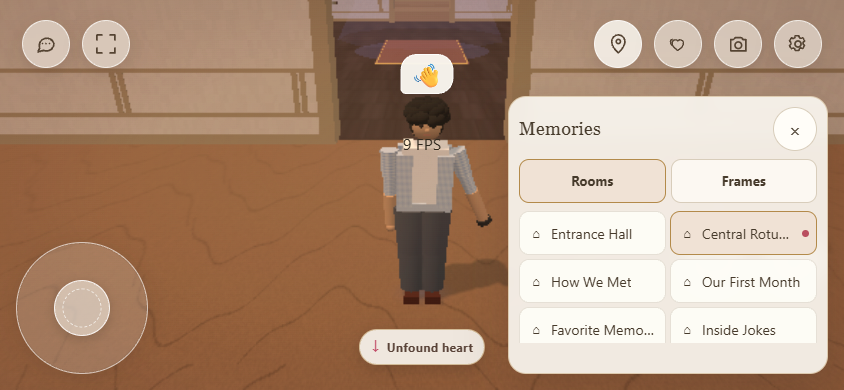 9 FPS
Memories
×
Rooms
Frames
Entrance Hall
Central Rotu...
How We Met
Our First Month
Favorite Memo...
Inside Jokes
↓ Unfound heart